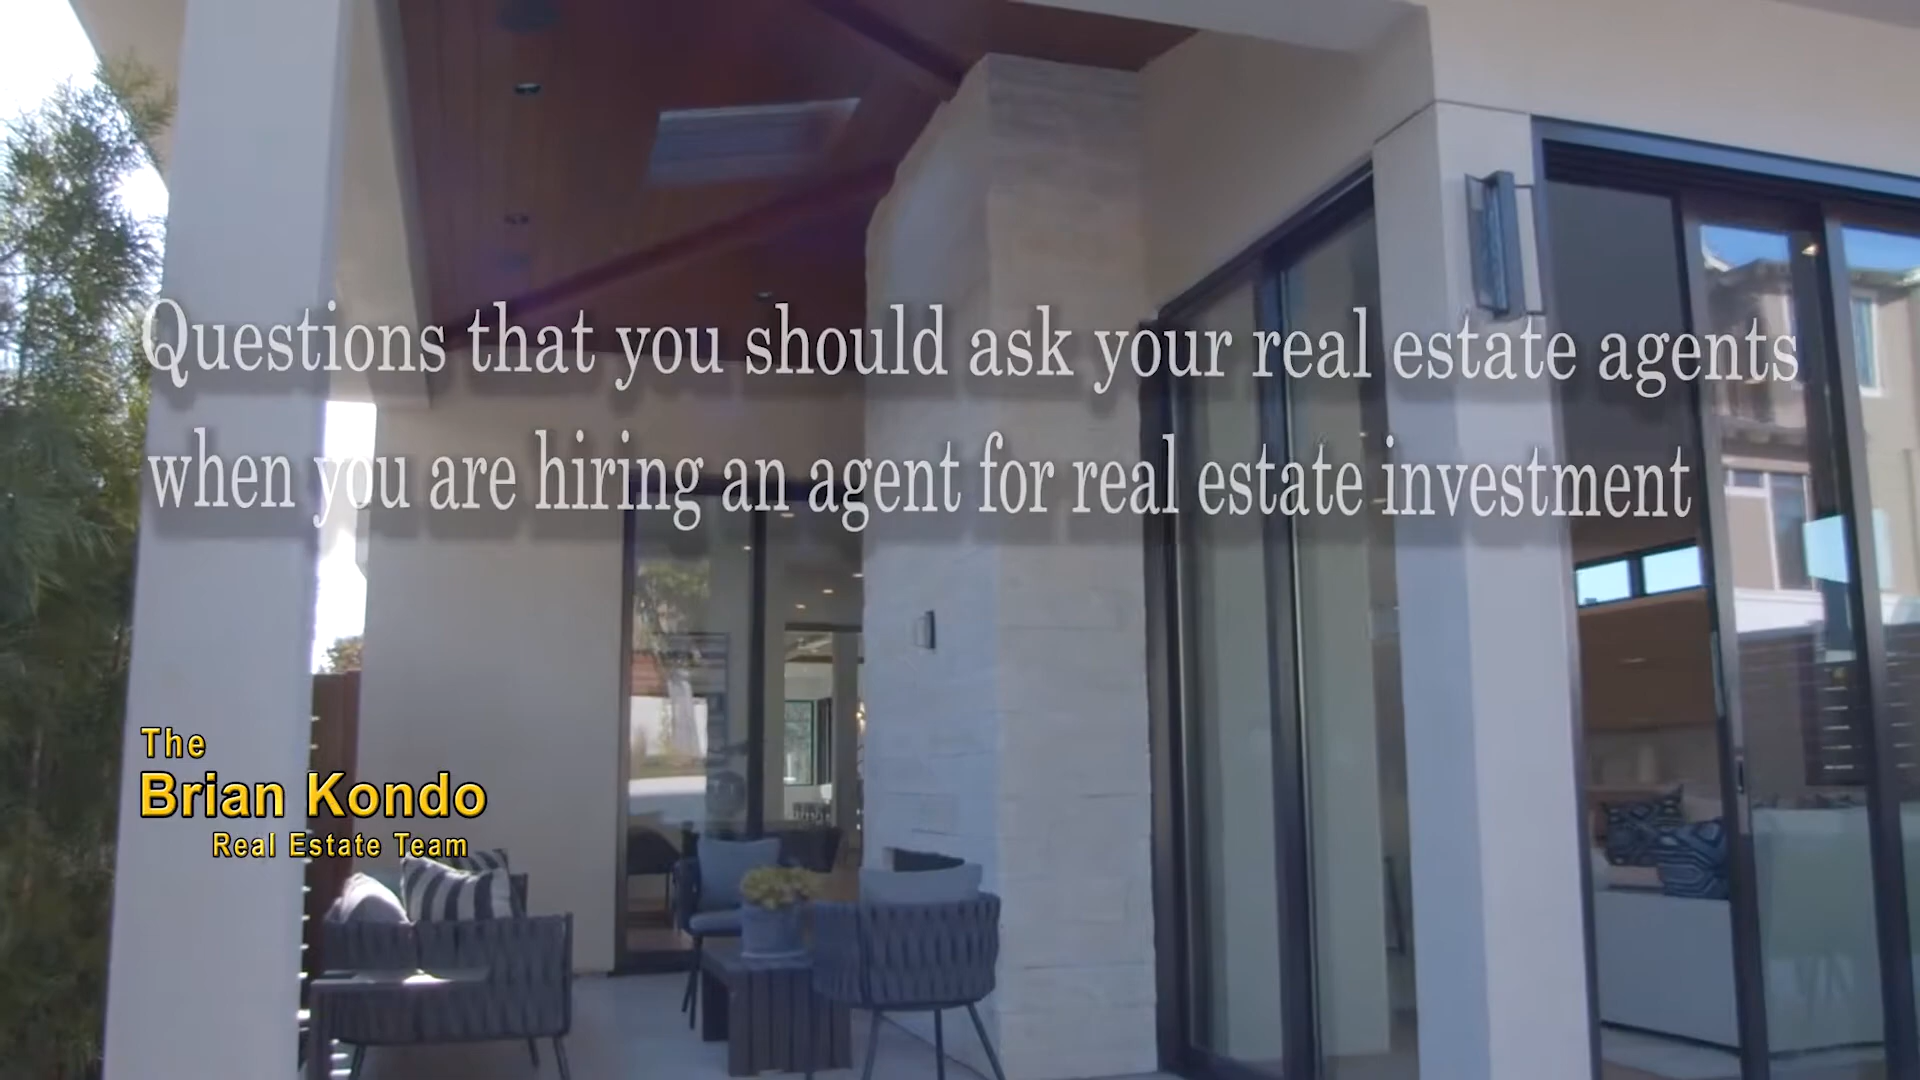 Questions that you should ask your real estate agents
when you are hiring an agent for real estate investment
The
Brian Kondo
Real Estate Team